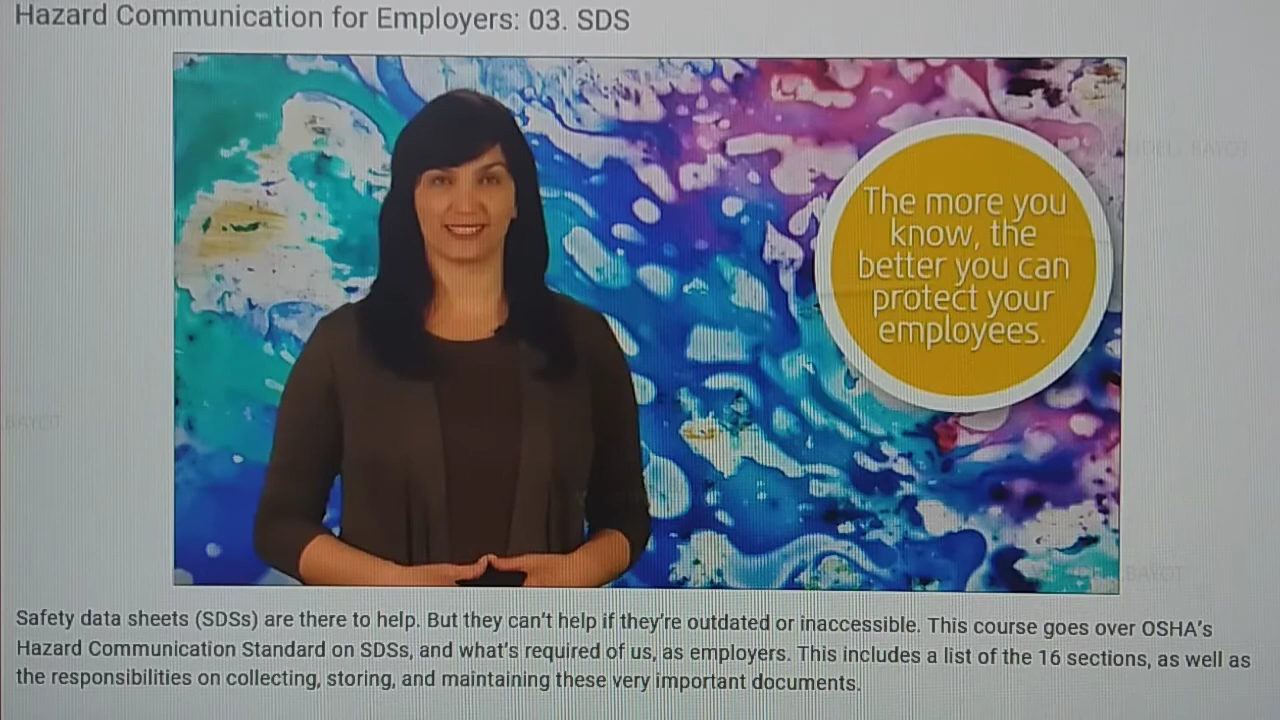 Hazard Communication for Employers: 03. SDS
The more you
know, the
better you can
protect your
employees.
BAYOT
BAYOT
BAYOT
Safety data sheets (SDSs) are there to help. But they can't help if they're outdated or inaccessible. This course goes over OSHA's
Hazard Communication Standard on SDSs, and what's required of us, as employers. This includes a list of the 16 sections, as well as
the responsibilities on collecting, storing, and maintaining these very important documents.